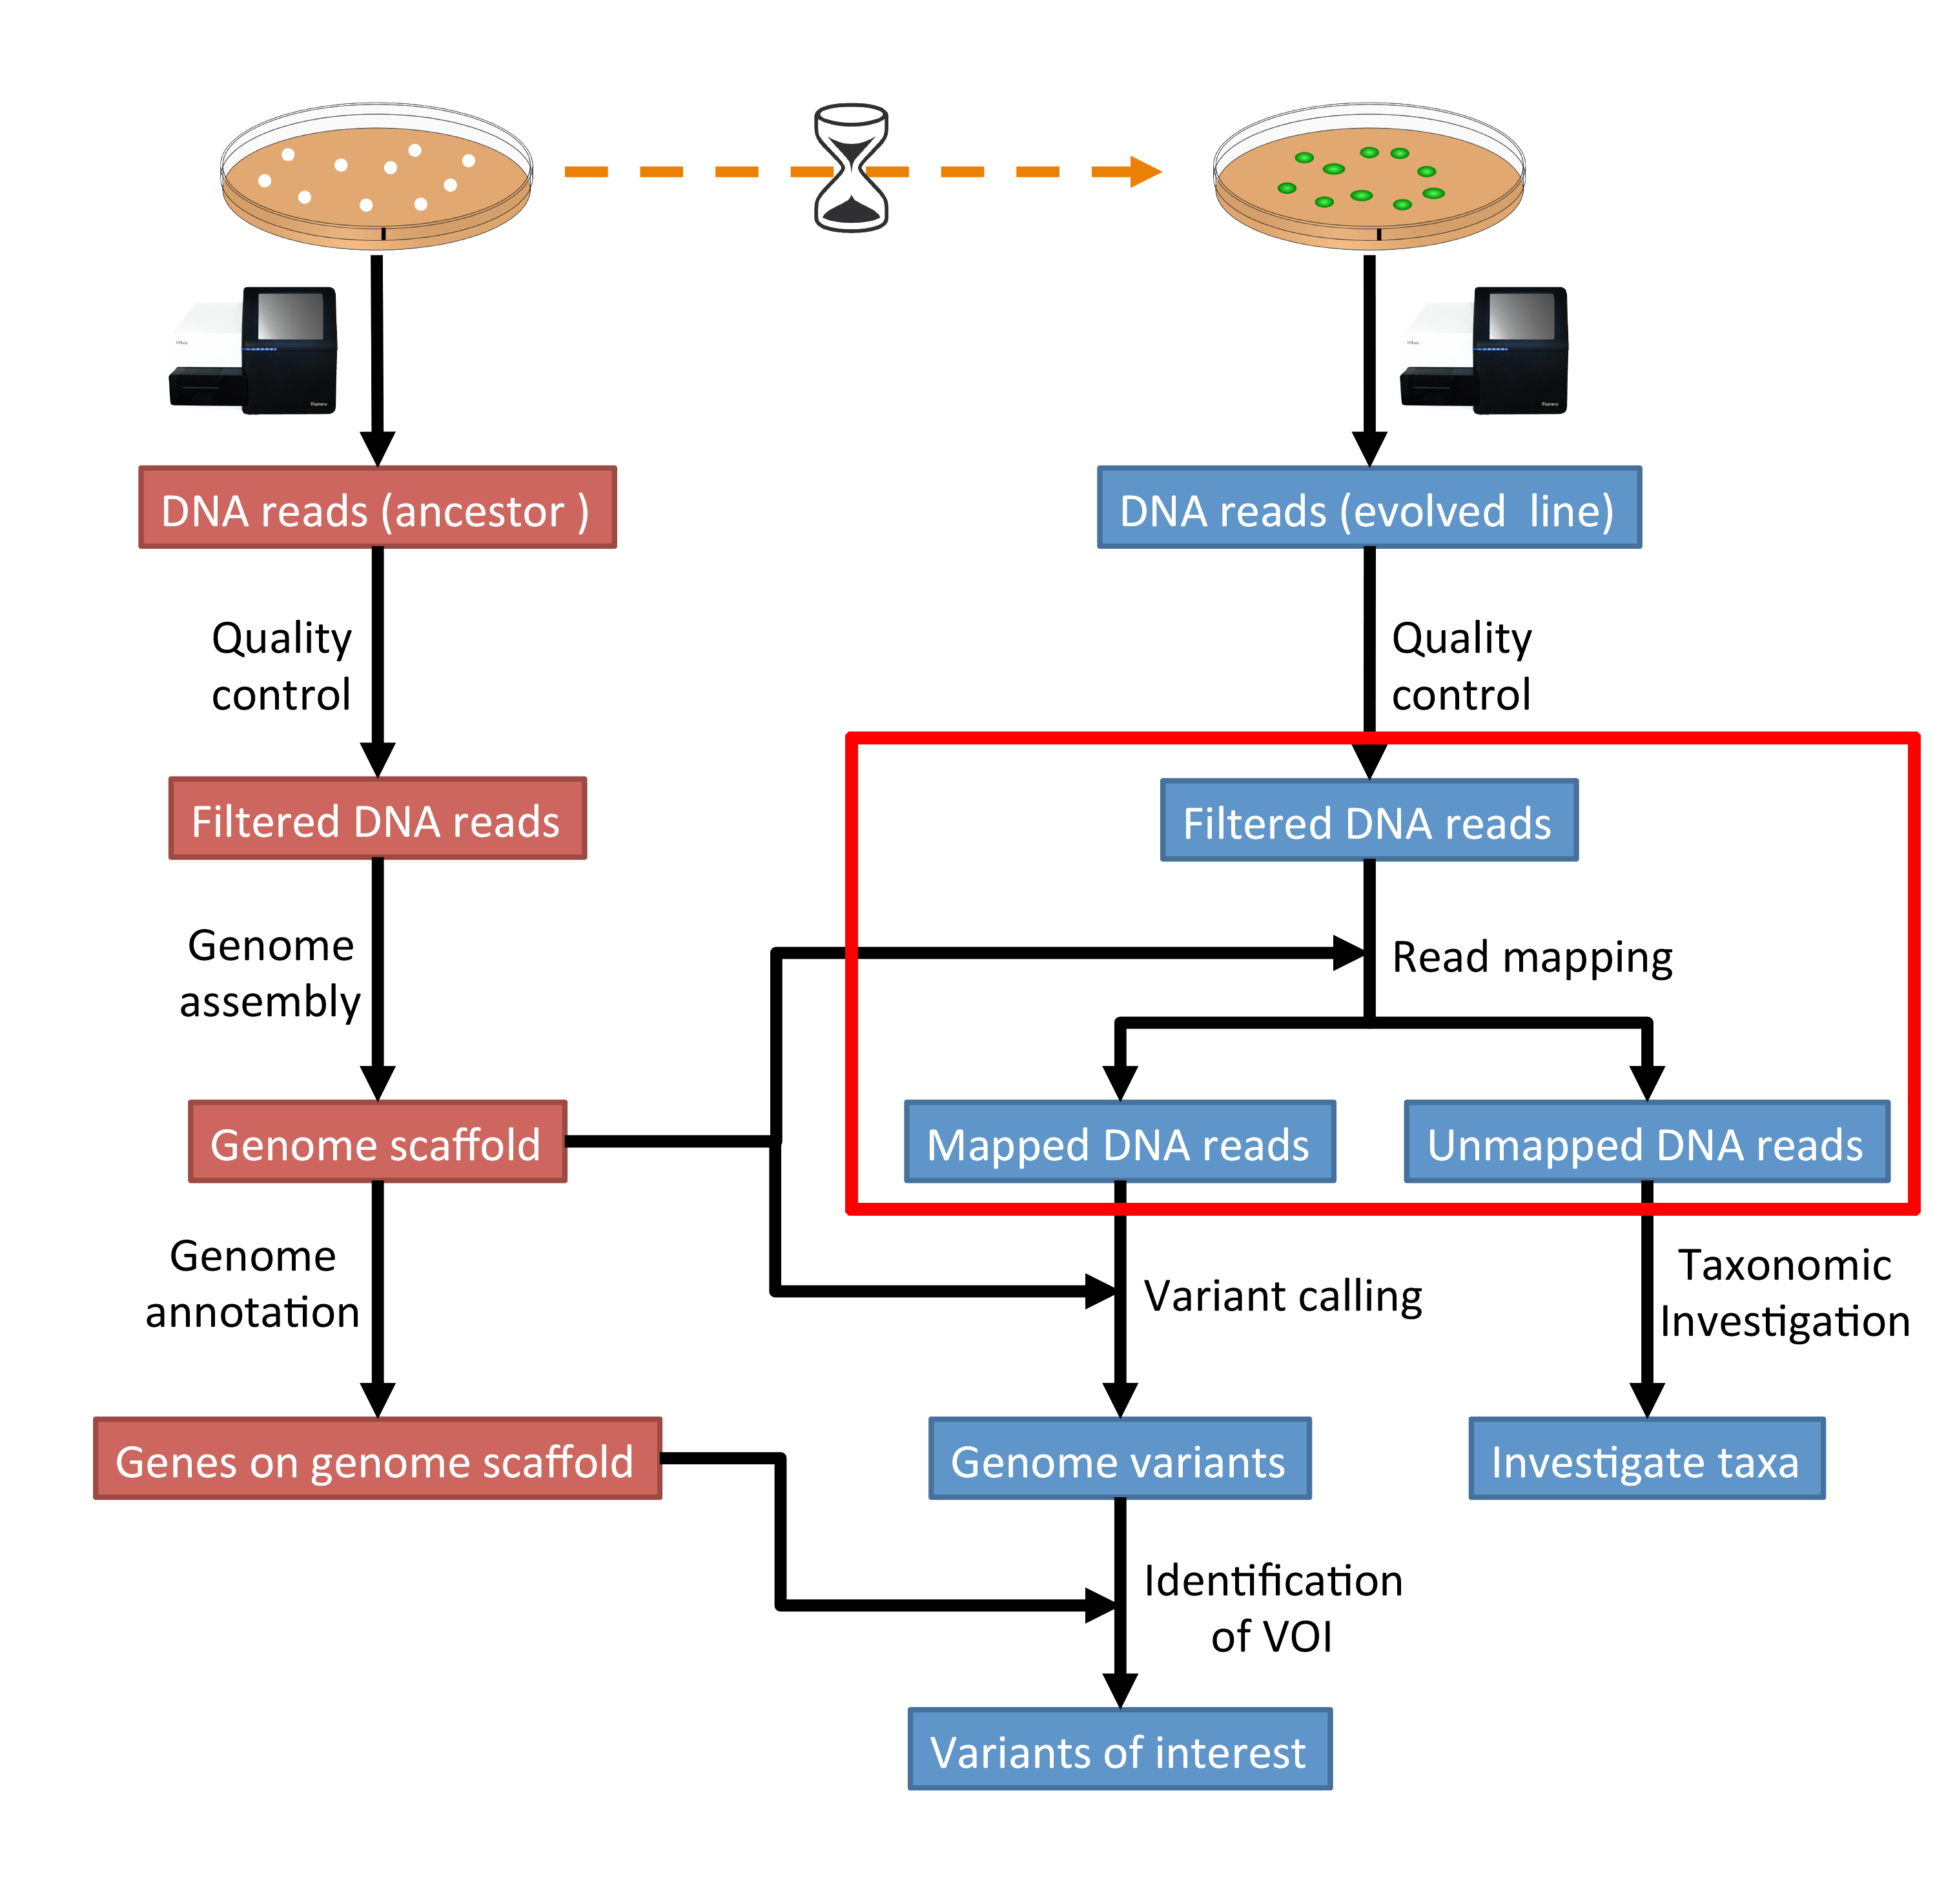 DNA reads (ancestor )
DNA reads (evolved  line)
Quality
control
Quality
control
Filtered DNA reads
Filtered DNA reads
Genome
assembly
Read mapping
Genome scaffold
Mapped DNA reads
Unmapped DNA reads
Genome
annotation
Variant calling
Taxonomic
Investigation
Genes on genome scaffold
Genome variants
Investigate taxa
Identification
of VOI
Variants of interest